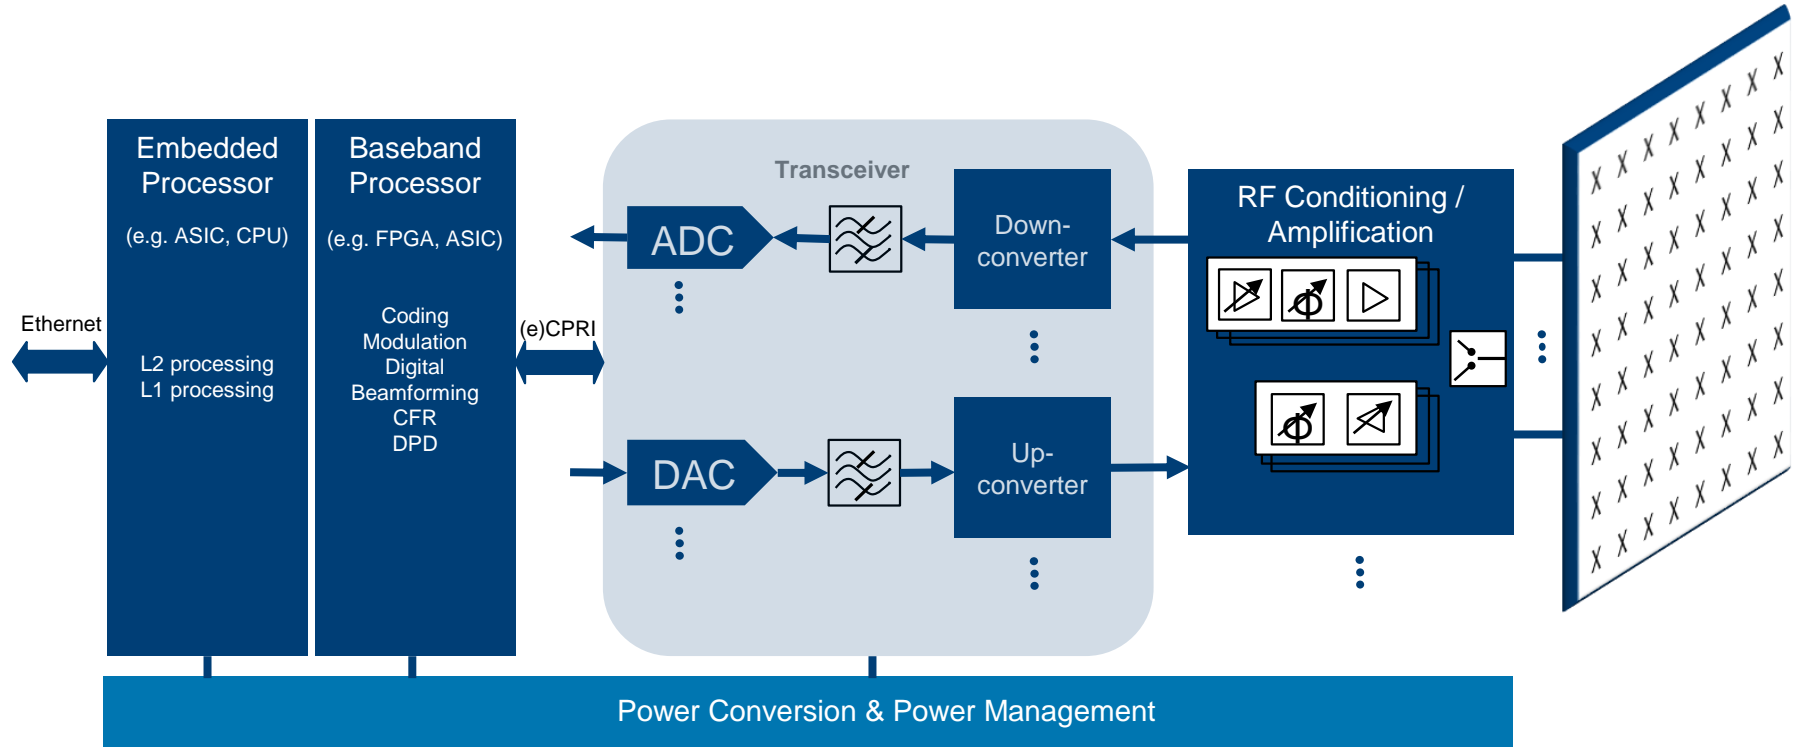 Embedded
Processor
(e.g. ASIC, CPU)
L2 processing
L1 processing
Baseband
Processor
(e.g. FPGA, ASIC)
Coding
Modulation
Digital
Beamforming
CFR
DPD
Ethernet
(e)CPRI
Transceiver
ADC
Down-
converter
DAC
Up-
converter
RF Conditioning /
Amplification
ϕ
ϕ
Power Conversion & Power Management